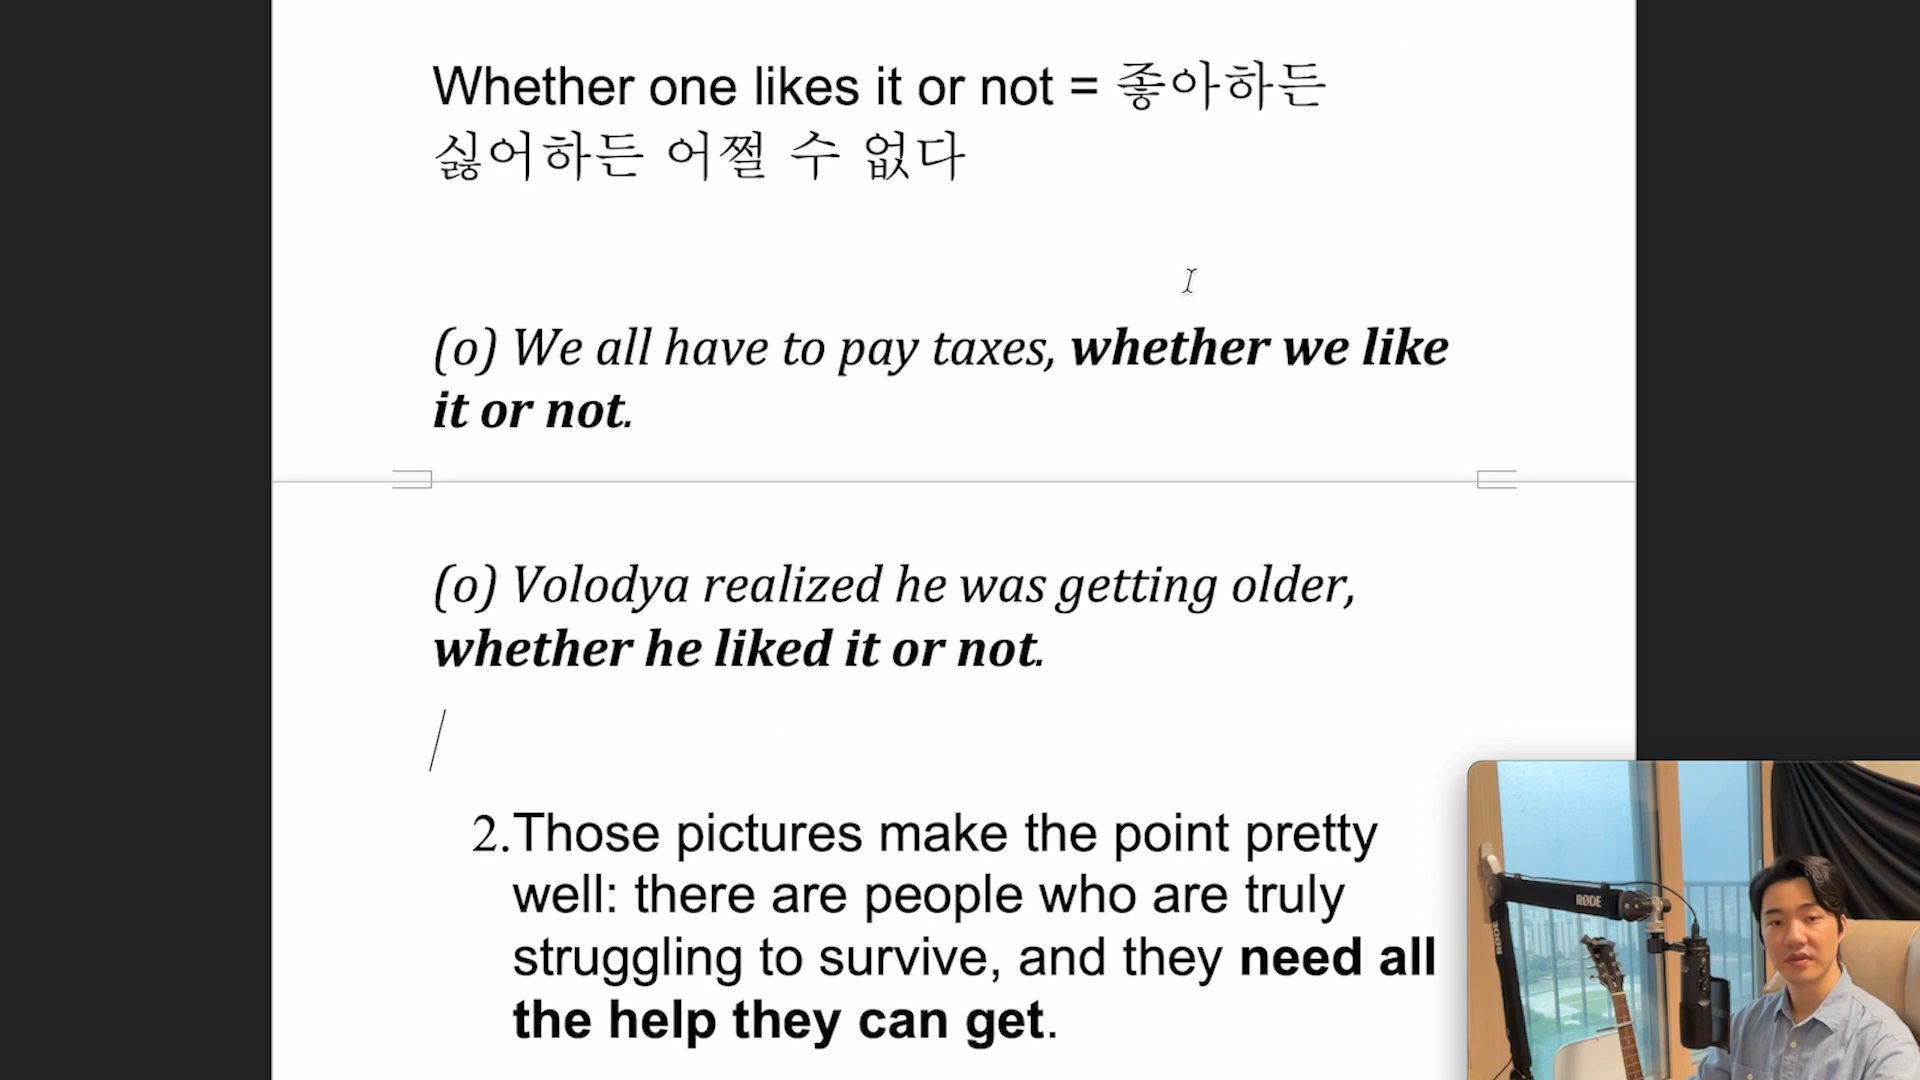 Whether one likes it or not = 좋아하든
싫어하든 어쩔 수 없다
(o) We all have to pay taxes, whether we like
it or not.
(o) Volodya realized he was getting older,
whether he liked it or not.
/
2.Those pictures make the point pretty
well: there are people who are truly
struggling to survive, and they need all
the help they can get.
RØDE
RØDE